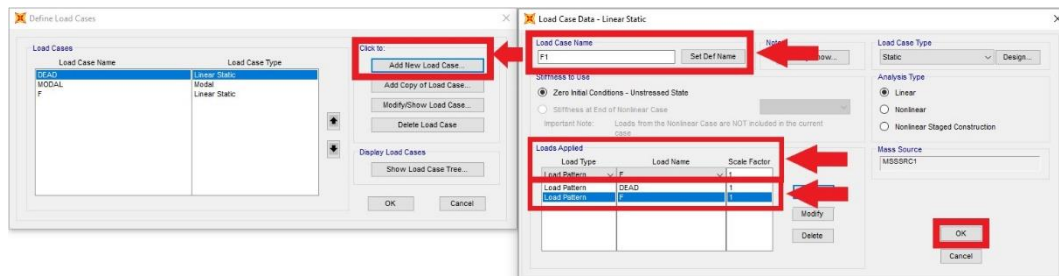 Define Load Cases
Load Cases
Load Case Name Load Case Type
DEAD Linear Static
MODAL Modal
F Linear Static
Click to:
Add New Load Case...
Add Copy of Load Case...
Modify/Show Load Case...
Delete Load Case
Display Load Cases
Show Load Case Tree...
OK Cancel
Load Case Data - Linear Static
Load Case Name
F1 Set Def Name
Load Case Type
Static Design...
Stiffness to Use
Zero Initial Conditions - Unstressed State
Stiffness at End of Nonlinear Case
Important Note: Loads from the Nonlinear Case are NOT included in the current
case
Analysis Type
Linear
Nonlinear
Nonlinear Staged Construction
Loads Applied
Load Type Load Name Scale Factor
Load Pattern F 1
Load Pattern DEAD 1
Load Pattern F 1
Modify
Delete
Mass Source
MSSSRC1
OK
Cancel